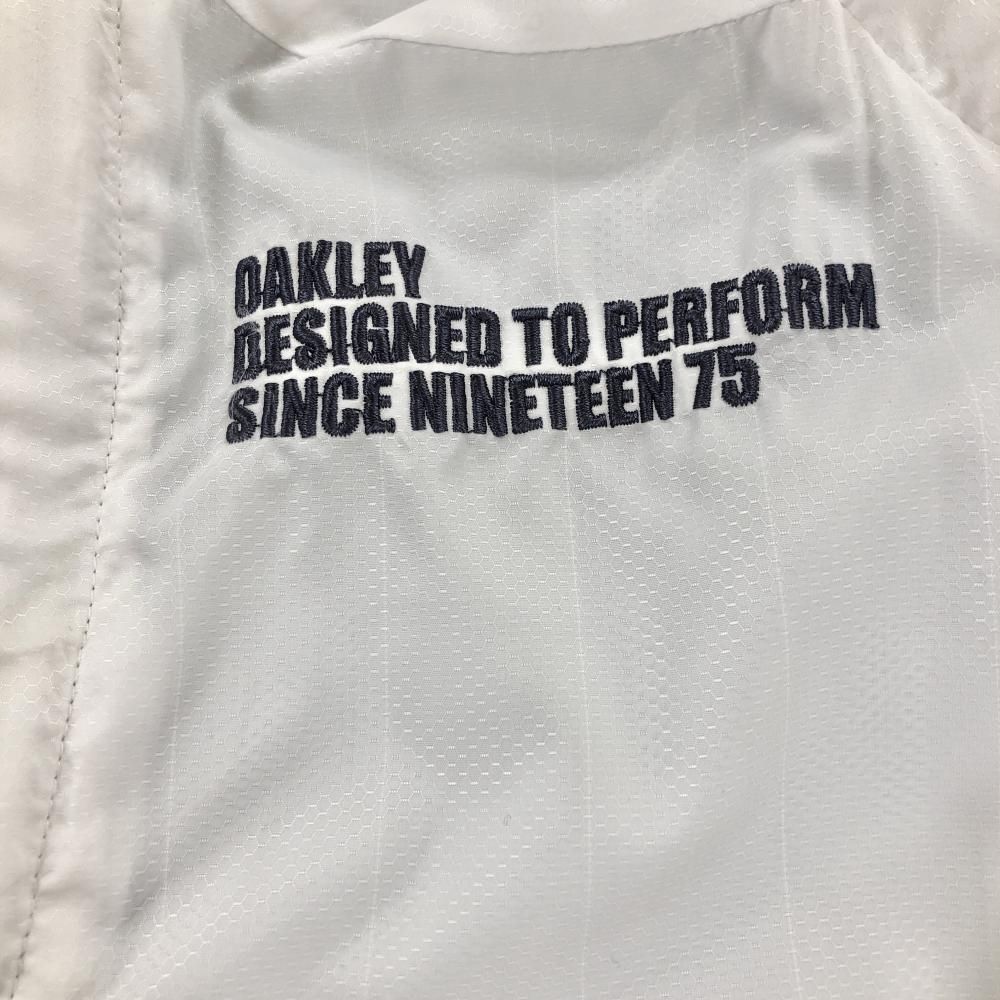 OAKLEY
DESIGNED TO PERFORM
SINCE NINETEEN 75